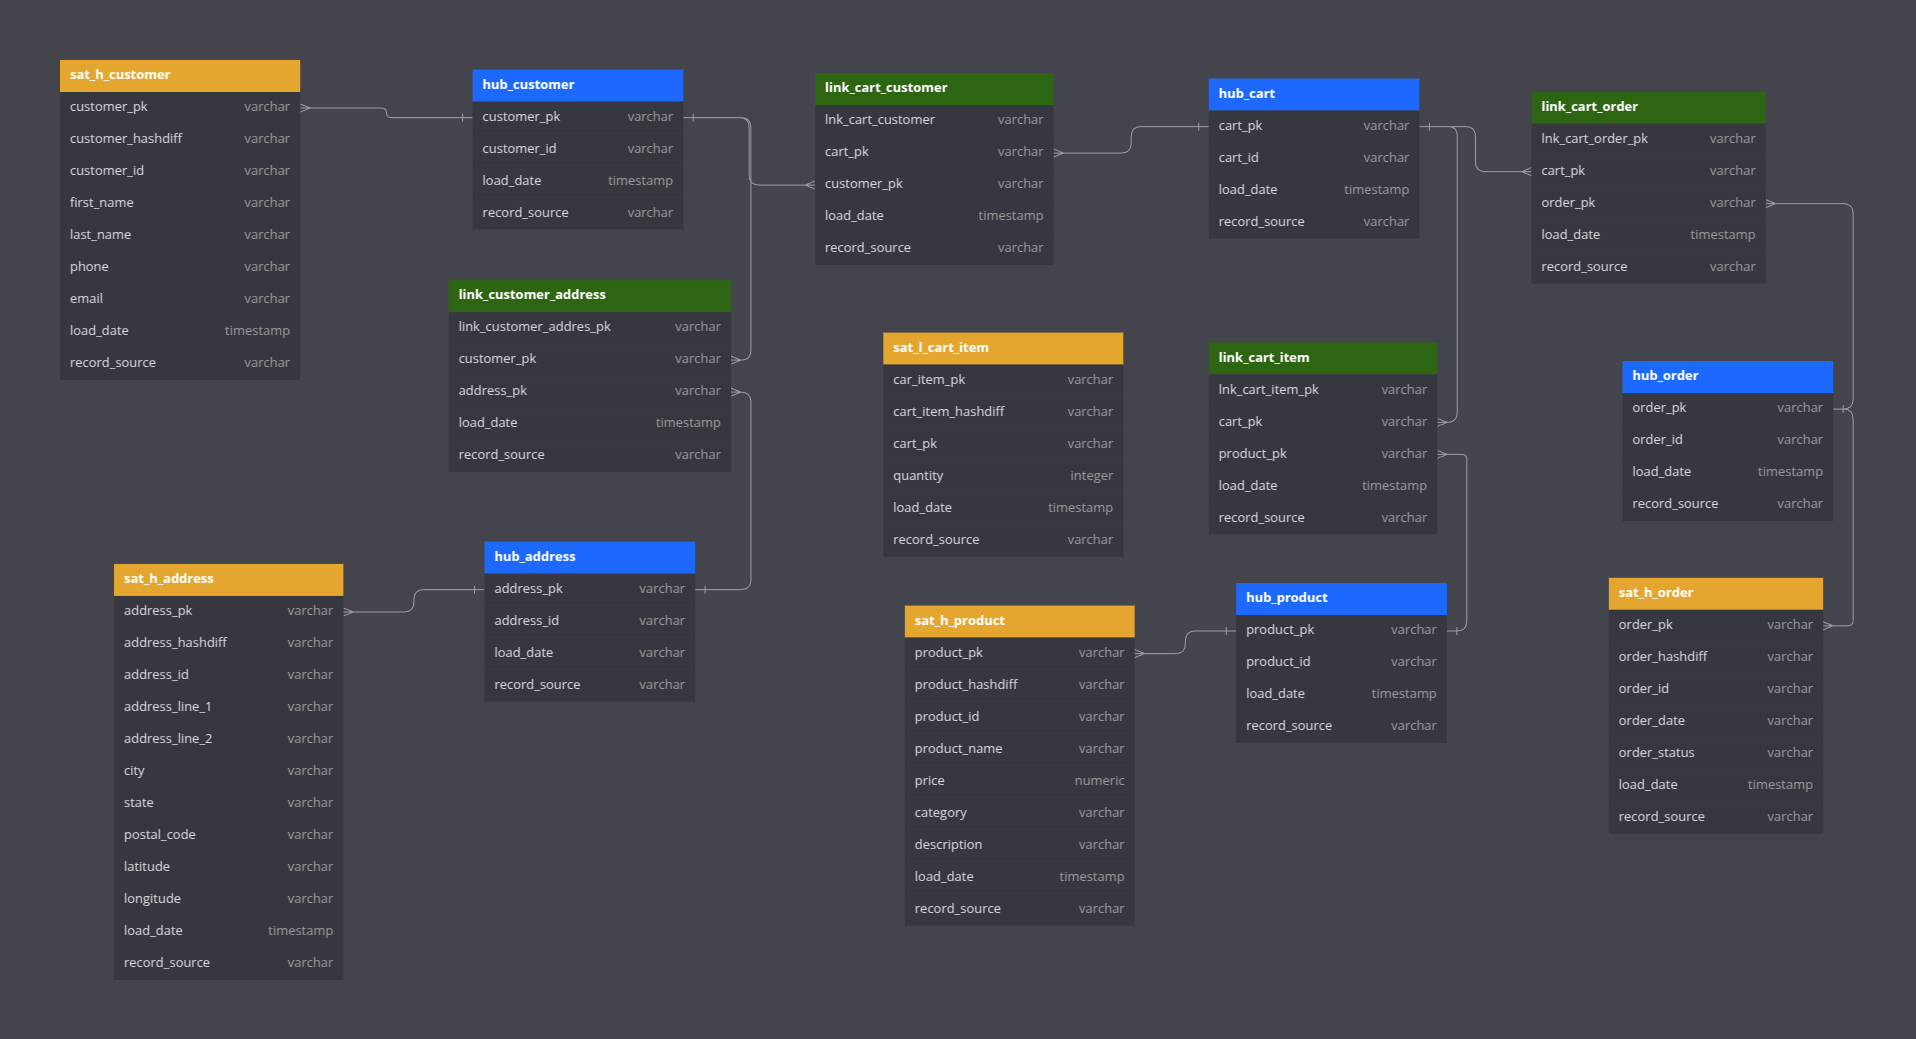 sat_h_customer
customer_pk varchar
customer_hashdiff varchar
customer_id varchar
first_name varchar
last_name varchar
phone varchar
email varchar
load_date timestamp
record_source varchar
hub_customer
customer_pk varchar
customer_id varchar
load_date timestamp
record_source varchar
link_cart_customer
lnk_cart_customer varchar
cart_pk varchar
customer_pk varchar
load_date timestamp
record_source varchar
hub_cart
cart_pk varchar
cart_id varchar
load_date timestamp
record_source varchar
link_cart_order
lnk_cart_order_pk varchar
cart_pk varchar
order_pk varchar
load_date timestamp
record_source varchar
link_customer_address
link_customer_addres_pk varchar
customer_pk varchar
address_pk varchar
load_date timestamp
record_source varchar
sat_l_cart_item
car_item_pk varchar
cart_item_hashdiff varchar
cart_pk varchar
quantity integer
load_date timestamp
record_source varchar
link_cart_item
lnk_cart_item_pk varchar
cart_pk varchar
product_pk varchar
load_date timestamp
record_source varchar
hub_order
order_pk varchar
order_id varchar
load_date timestamp
record_source varchar
sat_h_address
address_pk varchar
address_hashdiff varchar
address_id varchar
address_line_1 varchar
address_line_2 varchar
city varchar
state varchar
postal_code varchar
latitude varchar
longitude varchar
load_date timestamp
record_source varchar
hub_address
address_pk varchar
address_id varchar
load_date timestamp
record_source varchar
sat_h_product
product_pk varchar
product_hashdiff varchar
product_id varchar
product_name varchar
price numeric
category varchar
description varchar
load_date timestamp
record_source varchar
hub_product
product_pk varchar
product_id varchar
load_date timestamp
record_source varchar
sat_h_order
order_pk varchar
order_hashdiff varchar
order_id varchar
order_date varchar
order_status varchar
load_date timestamp
record_source varchar